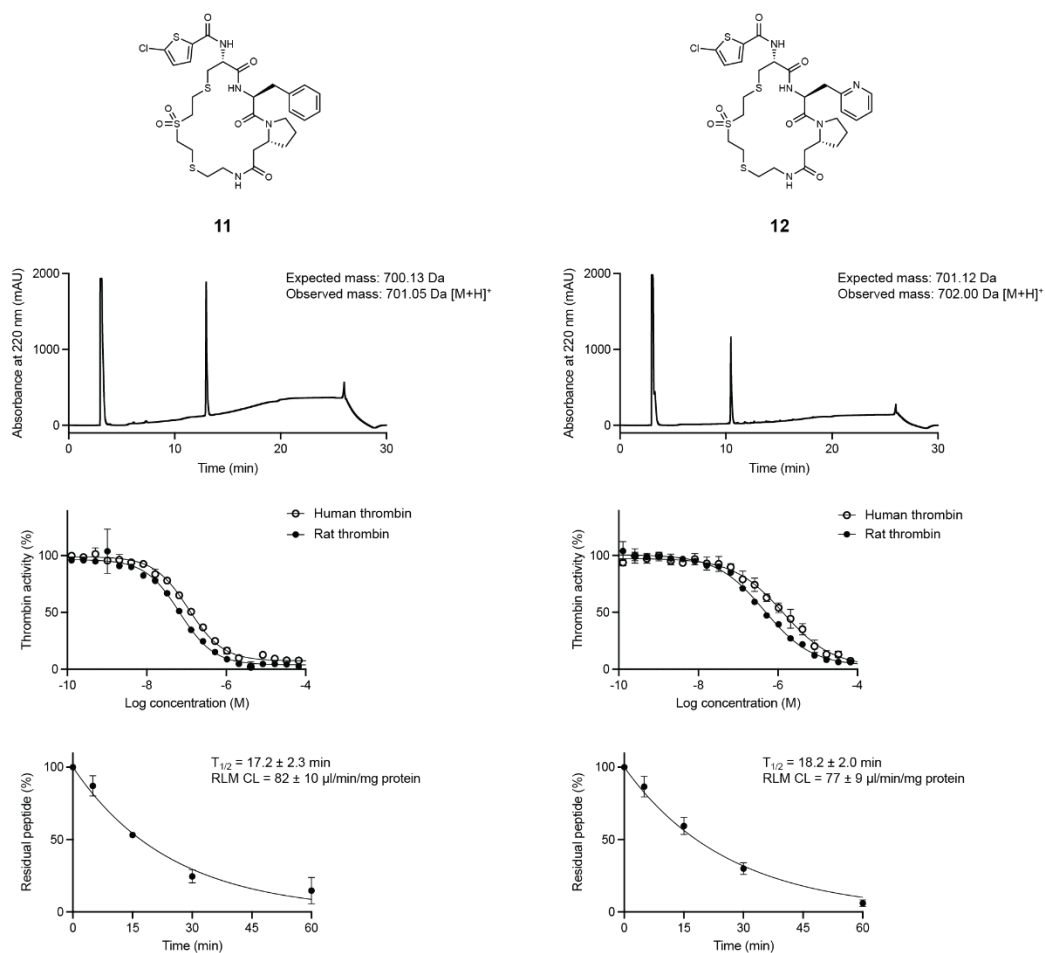 11
12
Cl
S
O
NH
O
HN
S
O
N
O
S
O
S
N
H
O
Cl
S
O
NH
O
HN
N
S
O
N
O
S
O
S
N
H
O
11
12
Expected mass: 700.13 Da
Observed mass: 701.05 Da [M+H]⁺
Absorbance at 220 nm (mAU)
2000
1000
0
0 10 20 30
Time (min)
Expected mass: 701.12 Da
Observed mass: 702.00 Da [M+H]⁺
Absorbance at 220 nm (mAU)
2000
1000
0
0 10 20 30
Time (min)
Human thrombin
Rat thrombin
Thrombin activity (%)
100
50
0
-10 -8 -6 -4
Log concentration (M)
Human thrombin
Rat thrombin
Thrombin activity (%)
100
50
0
-10 -8 -6 -4
Log concentration (M)
T1/2 = 17.2 ± 2.3 min
RLM CL = 82 ± 10 µl/min/mg protein
Residual peptide (%)
100
50
0
0 15 30 45 60
Time (min)
T1/2 = 18.2 ± 2.0 min
RLM CL = 77 ± 9 µl/min/mg protein
Residual peptide (%)
100
50
0
0 15 30 45 60
Time (min)